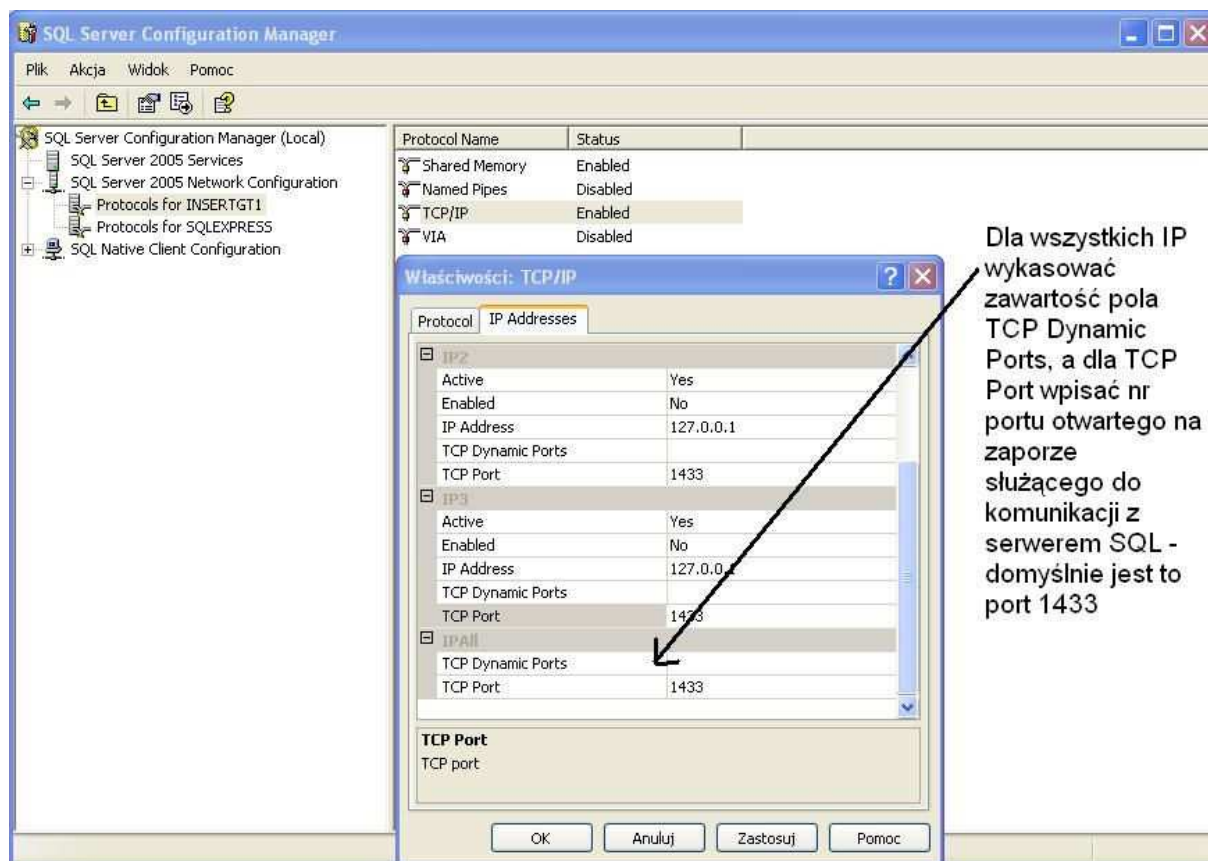 SQL Server Configuration Manager
Plik Akcja Widok Pomoc
SQL Server Configuration Manager (Local)
SQL Server 2005 Services
SQL Server 2005 Network Configuration
Protocols for INSERTGT1
Protocols for SQLEXPRESS
SQL Native Client Configuration
Protocol Name Status
Shared Memory Enabled
Named Pipes Disabled
TCP/IP Enabled
VIA Disabled
Właściwości: TCP/IP
Protocol IP Addresses
IP2
Active Yes
Enabled No
IP Address 127.0.0.1
TCP Dynamic Ports
TCP Port 1433
IP3
Active Yes
Enabled No
IP Address 127.0.0.1
TCP Dynamic Ports
TCP Port 1433
IPAll
TCP Dynamic Ports
TCP Port 1433
TCP Port
TCP port
OK Anuluj Zastosuj Pomoc
Dla wszystkich IP
wykasować
zawartość pola
TCP Dynamic
Ports, a dla TCP
Port wpisać nr
portu otwartego na
zaporze
służącego do
komunikacji z
serwerem SQL -
domyślnie jest to
port 1433